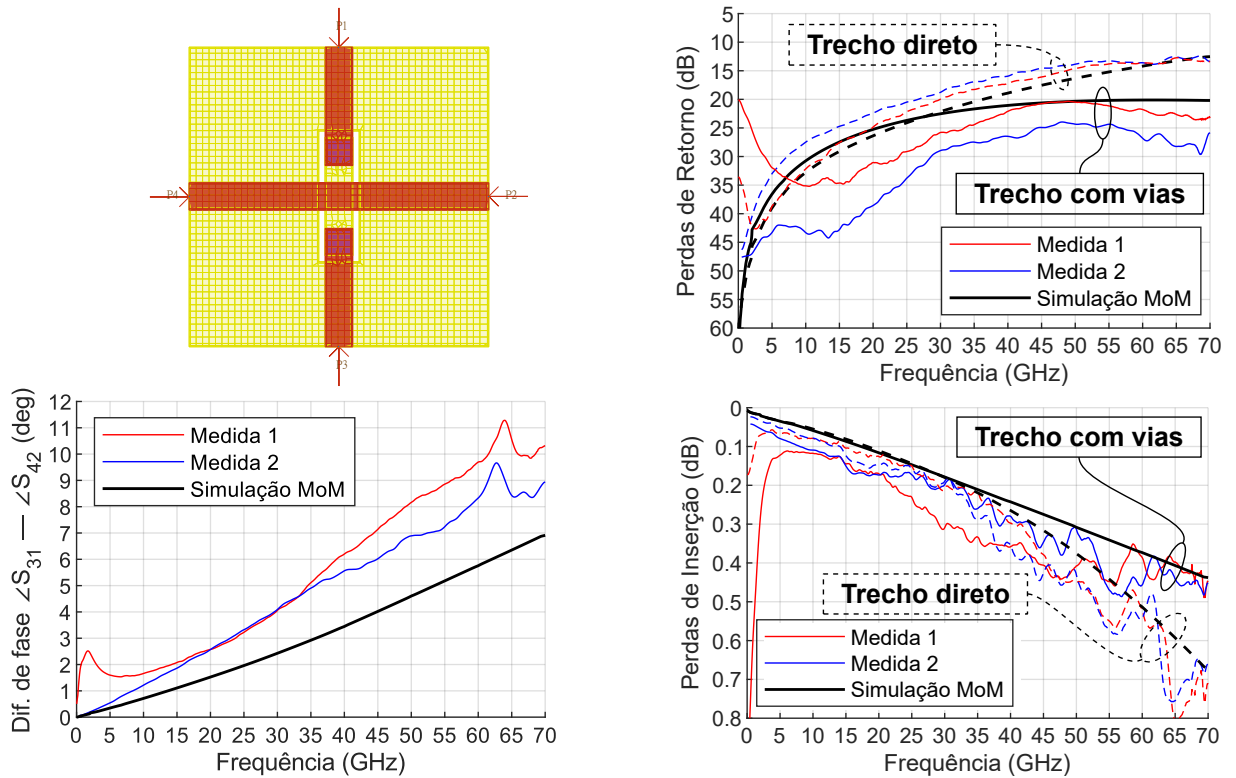 P1
P4
P2
P3
5
5
15
20
25
30
35
40
45
50
55
60
Perdas de Retorno (dB)
Trecho direto
Trecho com vias
Medida 1
Medida 2
Simulação MoM
0 5 10 15 20 25 30 35 40 45 50 55 60 65 70
Frequência (GHz)
12
11
10
9
8
7
6
5
4
3
2
1
0
Dif. de fase ∠S31 — ∠S42 (deg)
Medida 1
Medida 2
Simulação MoM
0 5 10 15 20 25 30 35 40 45 50 55 60 65 70
Frequência (GHz)
0
0.1
0.2
0.3
0.4
0.5
0.6
0.7
0.8
Perdas de Inserção (dB)
Trecho com vias
Trecho direto
Medida 1
Medida 2
Simulação MoM
0 5 10 15 20 25 30 35 40 45 50 55 60 65 70
Frequência (GHz)